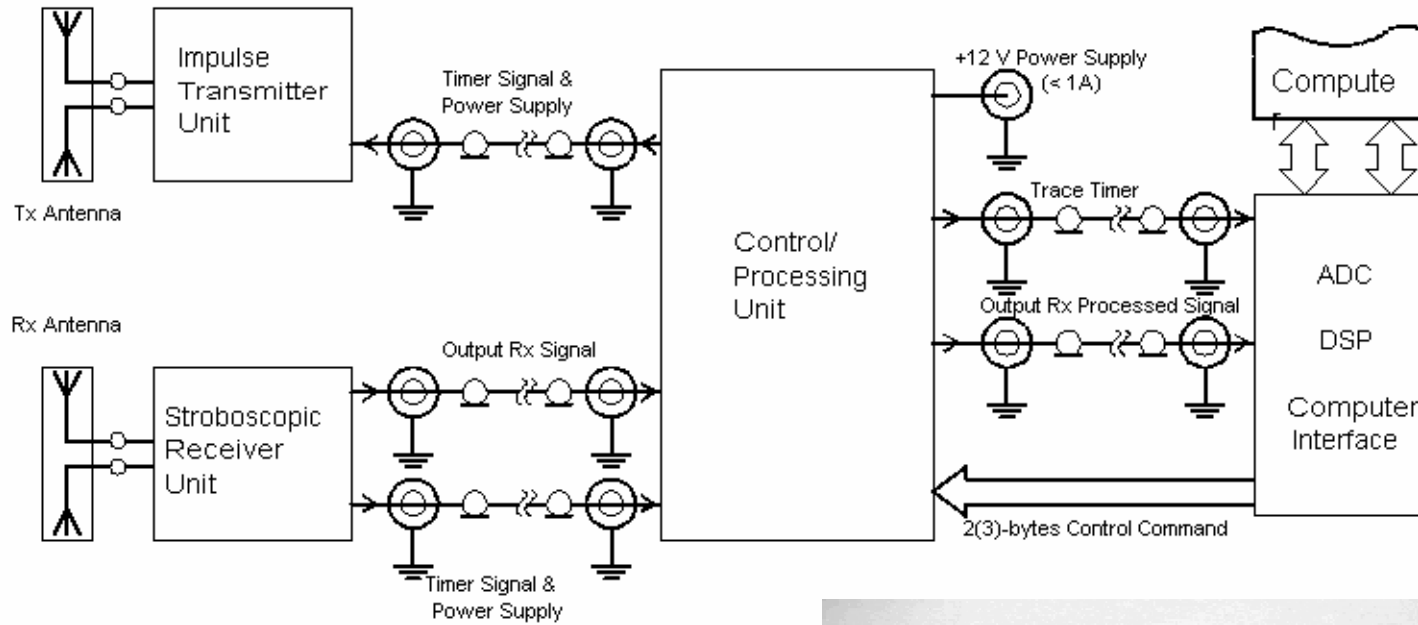 Impulse
Transmitter
Unit
Tx Antenna
Timer Signal &
Power Supply
+12 V Power Supply
(< 1A)
Compute
r
Trace Timer
Control/
Processing
Unit
ADC
DSP
Computer
Interface
Output Rx Processed Signal
Rx Antenna
Output Rx Signal
Stroboscopic
Receiver
Unit
2(3)-bytes Control Command
Timer Signal &
Power Supply